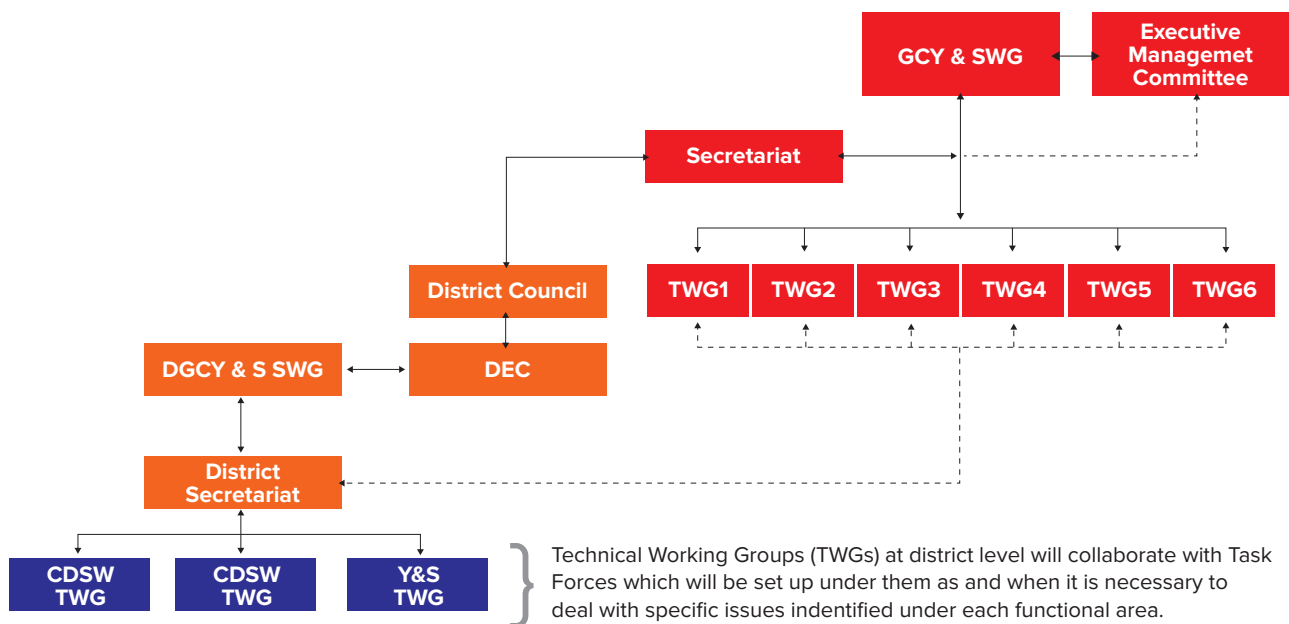 GCY & SWG
Executive
Managemet
Committee
Secretariat
TWG1
TWG2
TWG3
TWG4
TWG5
TWG6
District Council
DGCY & S SWG
DEC
District
Secretariat
CDSW
TWG
CDSW
TWG
Y&S
TWG
Technical Working Groups (TWGs) at district level will collaborate with Task
Forces which will be set up under them as and when it is necessary to
deal with specific issues indentified under each functional area.